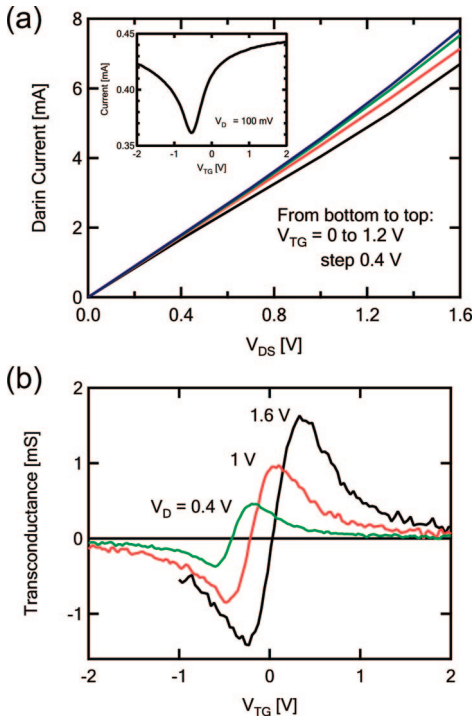 (a)
8
6
4
2
0
Darin Current [mA]
0.0 0.4 0.8 1.2 1.6
V_DS [V]
0.45
0.40
0.35
Current [mA]
-2 -1 0 1 2
V_TG [V]
V_D = 100 mV
From bottom to top:
V_TG = 0 to 1.2 V
step 0.4 V
(b)
2
1
0
-1
Transconductance [mS]
1.6 V
1 V
V_D = 0.4 V
-2 -1 0 1 2
V_TG [V]